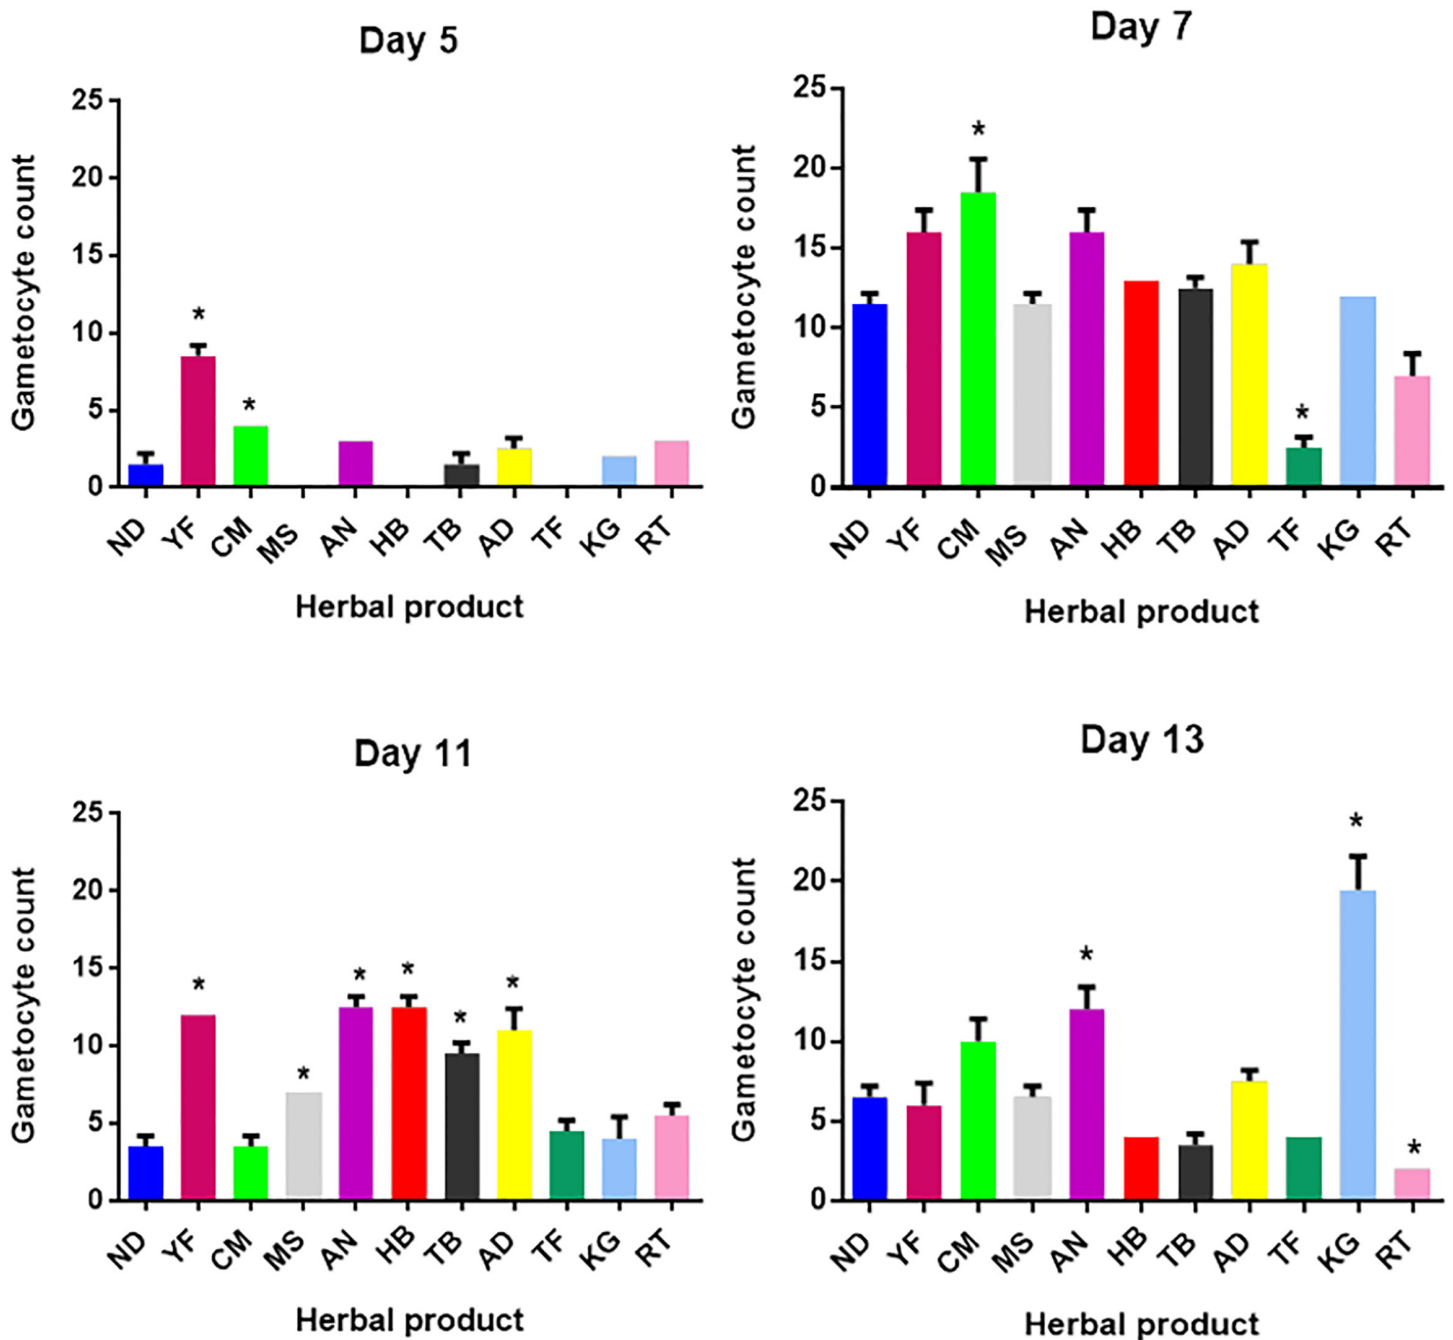 Day 5
25
20
15
10
5
0
Gametocyte count
*
*
ND YF CM MS AN HB TB AD TF KG RT
Herbal product
Day 7
25
20
15
10
5
0
Gametocyte count
*
*
ND YF CM MS AN HB TB AD TF KG RT
Herbal product
Day 11
25
20
15
10
5
0
Gametocyte count
*
*
*
*
*
*
ND YF CM MS AN HB TB AD TF KG RT
Herbal product
Day 13
25
20
15
10
5
0
Gametocyte count
*
*
*
ND YF CM MS AN HB TB AD TF KG RT
Herbal product